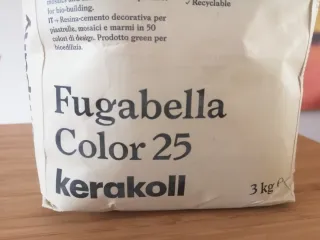 for bio-building.
IT → Resina-cemento decorativa per
piastrelle, mosaici e marmi in 50
colori di design. Prodotto green per
bioedilizia.
✓ Recyclable
Fugabella
Color 25
kerakoll
3 kg